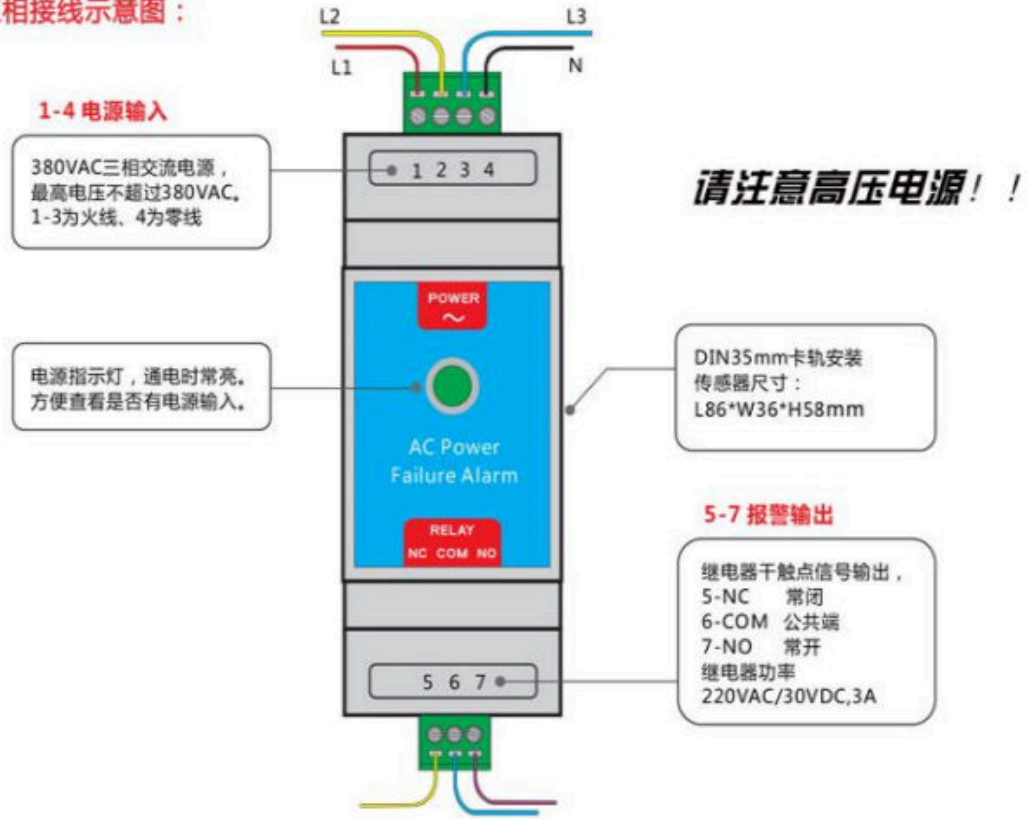 相接线示意图：
L2
L3
L1
N
1-4 电源输入
380VAC三相交流电源，
最高电压不超过380VAC。
1-3为火线、4为零线
1 2 3 4
请注意高压电源！！
POWER
～
电源指示灯，通电时常亮。
方便查看是否有电源输入。
DIN35mm卡轨安装
传感器尺寸：
L86*W36*H58mm
AC Power
Failure Alarm
RELAY
NC COM NO
5-7 报警输出
继电器干触点信号输出，
5-NC 常闭
6-COM 公共端
7-NO 常开
继电器功率
220VAC/30VDC,3A
5 6 7